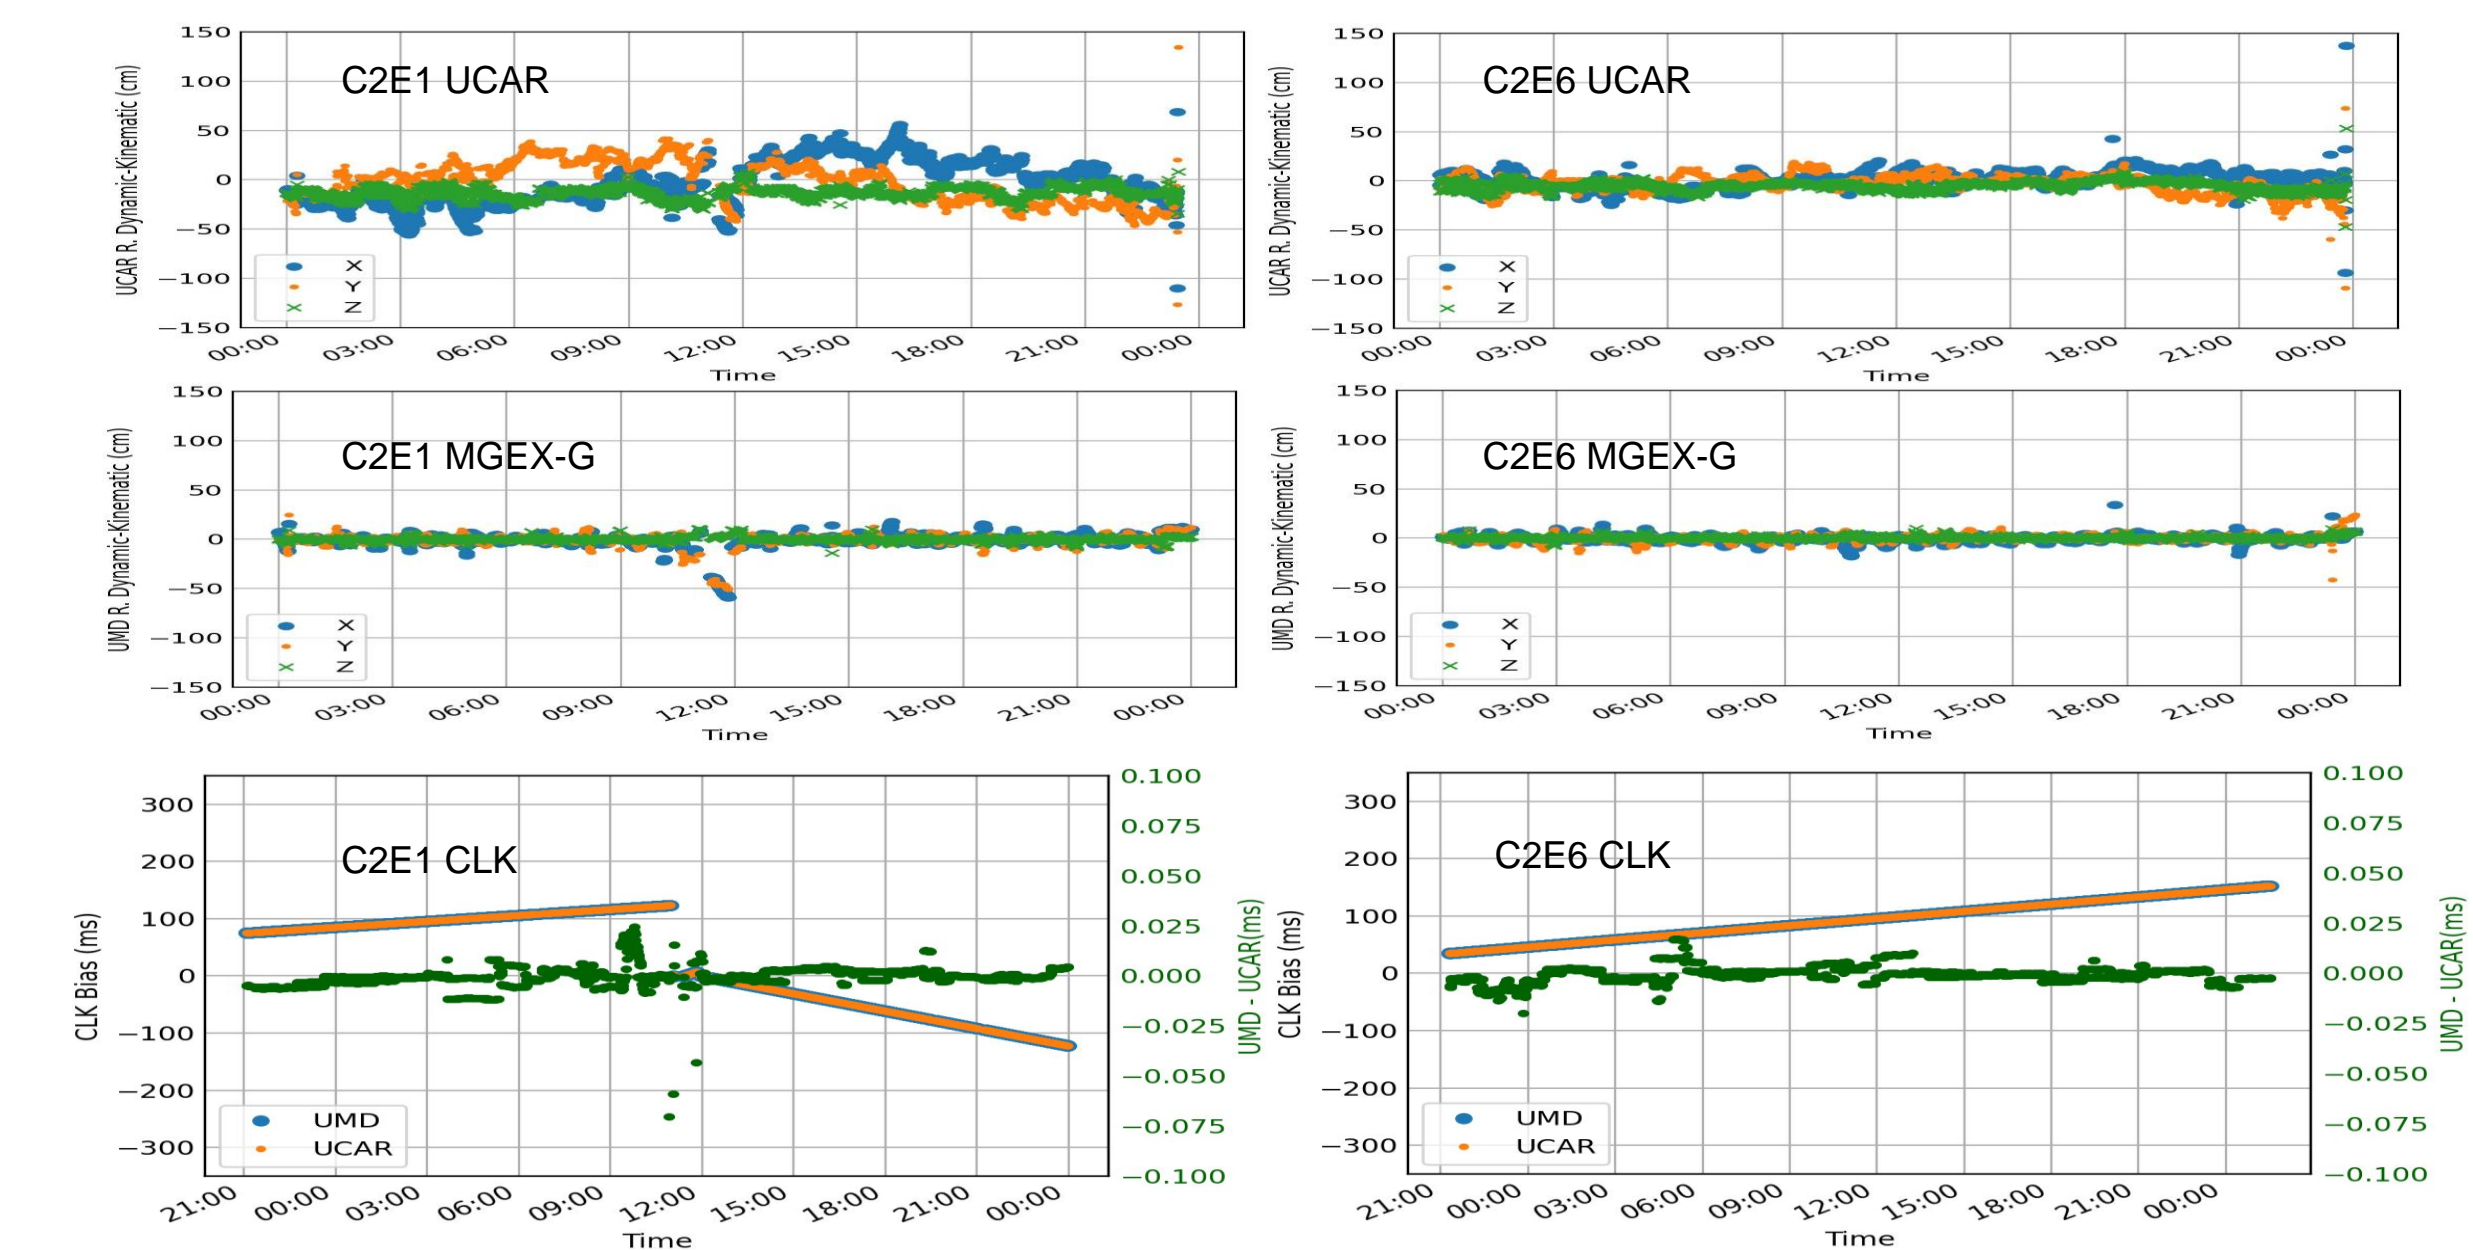 C2E1 UCAR
UCAR R. Dynamic-Kinematic (cm)
150
100
50
0
−50
−100
−150
X
Y
Z
00:00 03:00 06:00 09:00 12:00 15:00 18:00 21:00 00:00
Time
C2E6 UCAR
UCAR R. Dynamic-Kinematic (cm)
150
100
50
0
−50
−100
−150
X
Y
Z
00:00 03:00 06:00 09:00 12:00 15:00 18:00 21:00 00:00
Time
C2E1 MGEX-G
UMD R. Dynamic-Kinematic (cm)
150
100
50
0
−50
−100
−150
X
Y
Z
00:00 03:00 06:00 09:00 12:00 15:00 18:00 21:00 00:00
Time
C2E6 MGEX-G
UMD R. Dynamic-Kinematic (cm)
150
100
50
0
−50
−100
−150
X
Y
Z
00:00 03:00 06:00 09:00 12:00 15:00 18:00 21:00 00:00
Time
C2E1 CLK
CLK Bias (ms)
300
200
100
0
−100
−200
−300
UMD
UCAR
0.100
0.075
0.050
0.025
0.000
−0.025
−0.050
−0.075
−0.100
UMD - UCAR(ms)
21:00 00:00 03:00 06:00 09:00 12:00 15:00 18:00 21:00 00:00
Time
C2E6 CLK
CLK Bias (ms)
300
200
100
0
−100
−200
−300
UMD
UCAR
0.100
0.075
0.050
0.025
0.000
−0.025
−0.050
−0.075
−0.100
UMD - UCAR(ms)
21:00 00:00 03:00 06:00 09:00 12:00 15:00 18:00 21:00 00:00
Time